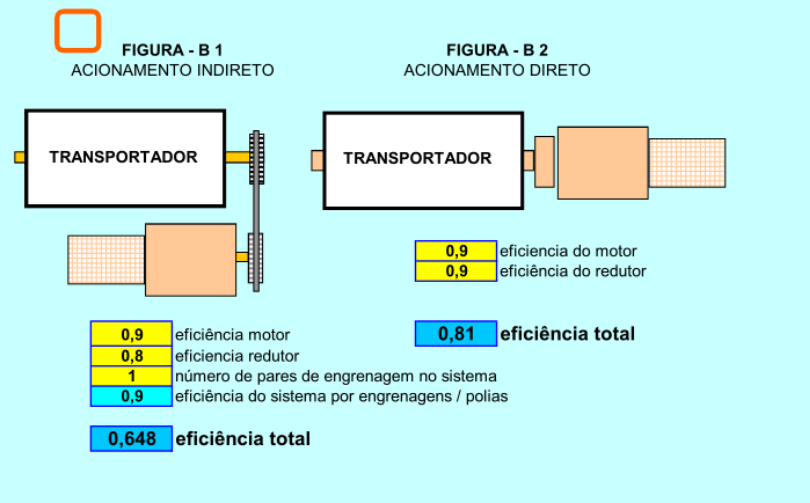 FIGURA - B 1
ACIONAMENTO INDIRETO
FIGURA - B 2
ACIONAMENTO DIRETO
TRANSPORTADOR
TRANSPORTADOR
0,9 eficiencia do motor
0,9 eficiência do redutor
0,81 eficiência total
0,9 eficiência motor
0,8 eficiencia redutor
1 número de pares de engrenagem no sistema
0,9 eficiência do sistema por engrenagens / polias
0,648 eficiência total